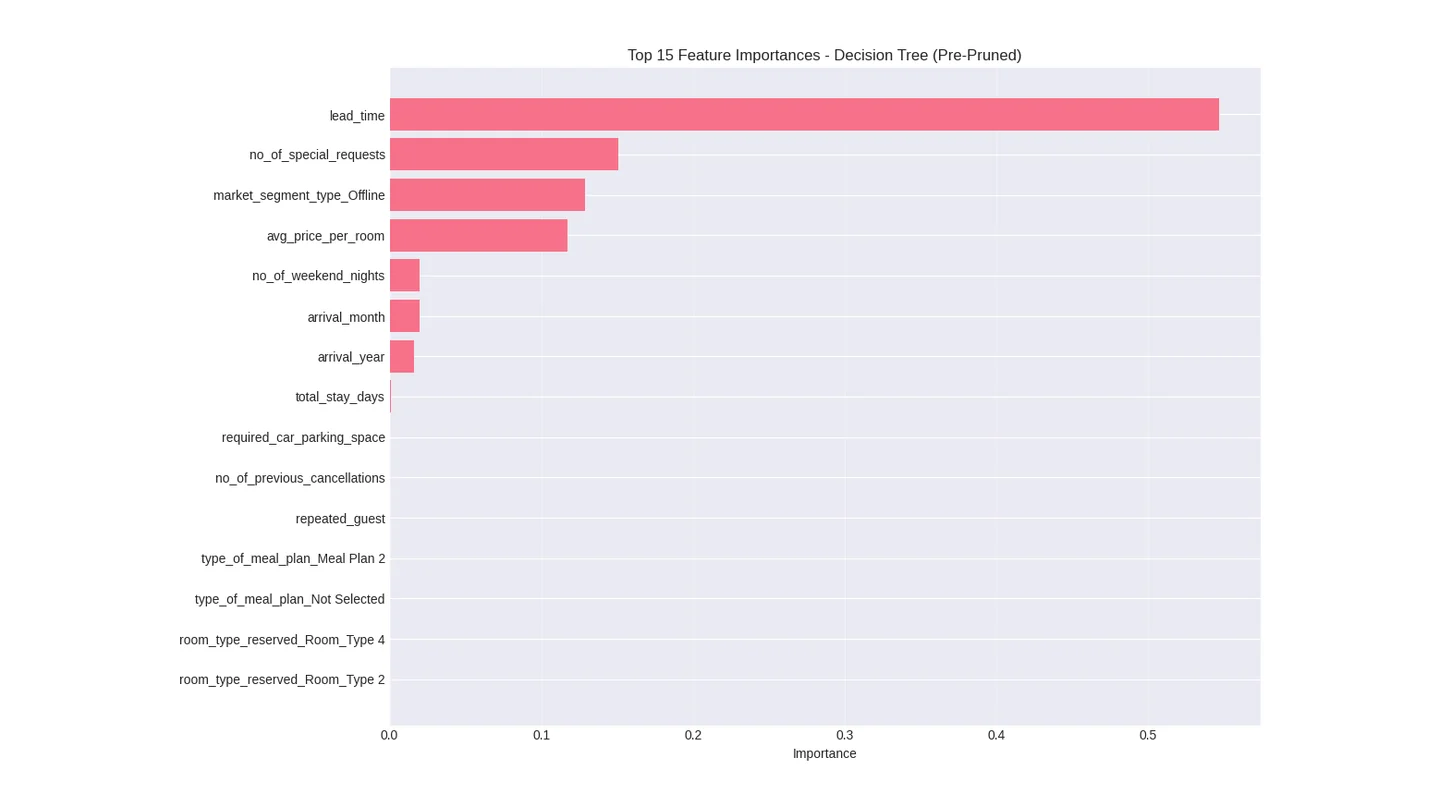 Top 15 Feature Importances - Decision Tree (Pre-Pruned)
lead_time
no_of_special_requests
market_segment_type_Offline
avg_price_per_room
no_of_weekend_nights
arrival_month
arrival_year
total_stay_days
required_car_parking_space
no_of_previous_cancellations
repeated_guest
type_of_meal_plan_Meal Plan 2
type_of_meal_plan_Not Selected
room_type_reserved_Room_Type 4
room_type_reserved_Room_Type 2
0.0 0.1 0.2 0.3 0.4 0.5
Importance